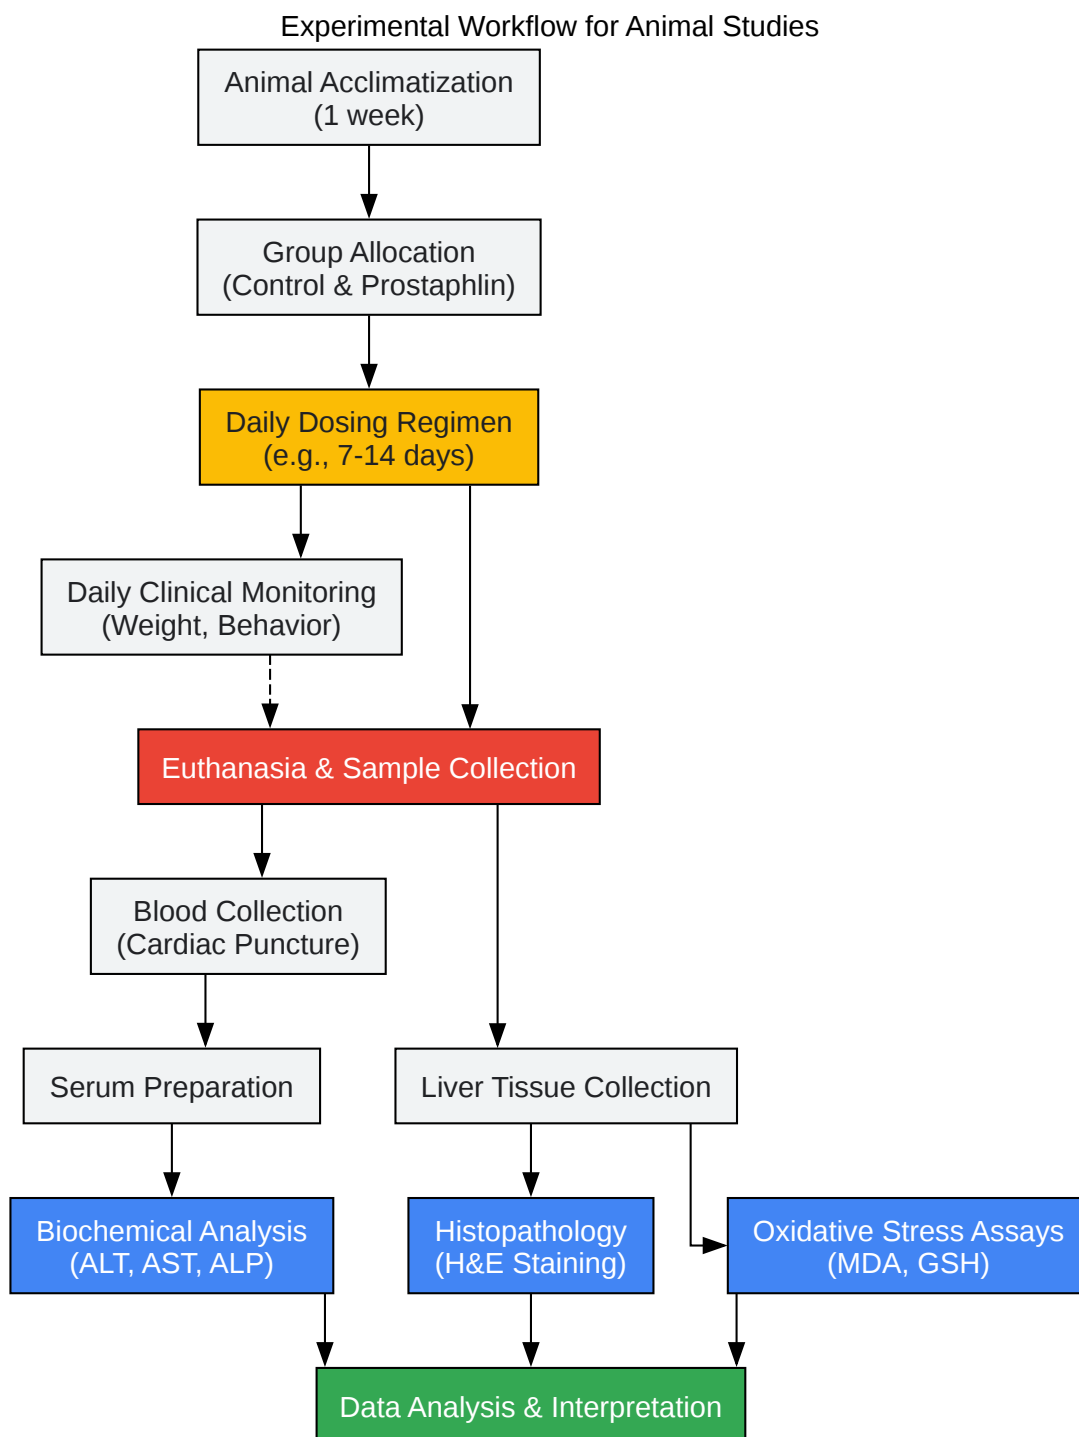 Experimental Workflow for Animal Studies
Animal Acclimatization
(1 week)
Group Allocation
(Control & Prostaphlin)
Daily Dosing Regimen
(e.g., 7-14 days)
Daily Clinical Monitoring
(Weight, Behavior)
Euthanasia & Sample Collection
Blood Collection
(Cardiac Puncture)
Serum Preparation
Liver Tissue Collection
Biochemical Analysis
(ALT, AST, ALP)
Histopathology
(H&E Staining)
Oxidative Stress Assays
(MDA, GSH)
Data Analysis & Interpretation